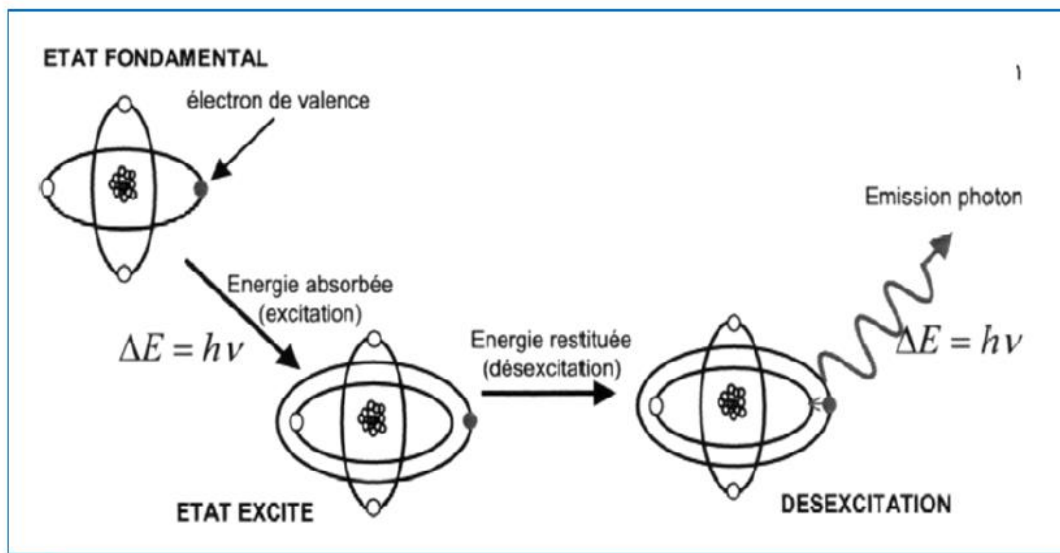 ETAT FONDAMENTAL
électron de valence
Emission photon
Energie absorbée
(excitation)
ΔE = hν
Energie restituée
(désexcitation)
ΔE = hν
ETAT EXCITE
DESEXCITATION